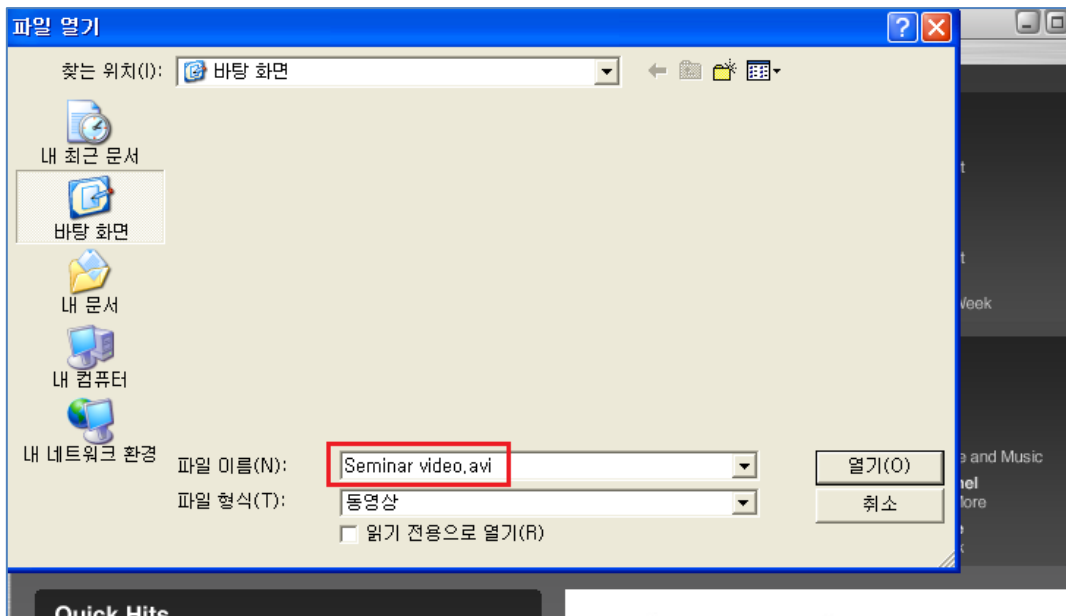 파일 열기
찾는 위치(I):
바탕 화면
내 최근 문서
바탕 화면
내 문서
내 컴퓨터
내 네트워크 환경
파일 이름(N):
Seminar video.avi
열기(O)
파일 형식(T):
동영상
취소
읽기 전용으로 열기(R)
Week
and Music
More
Quick Hits